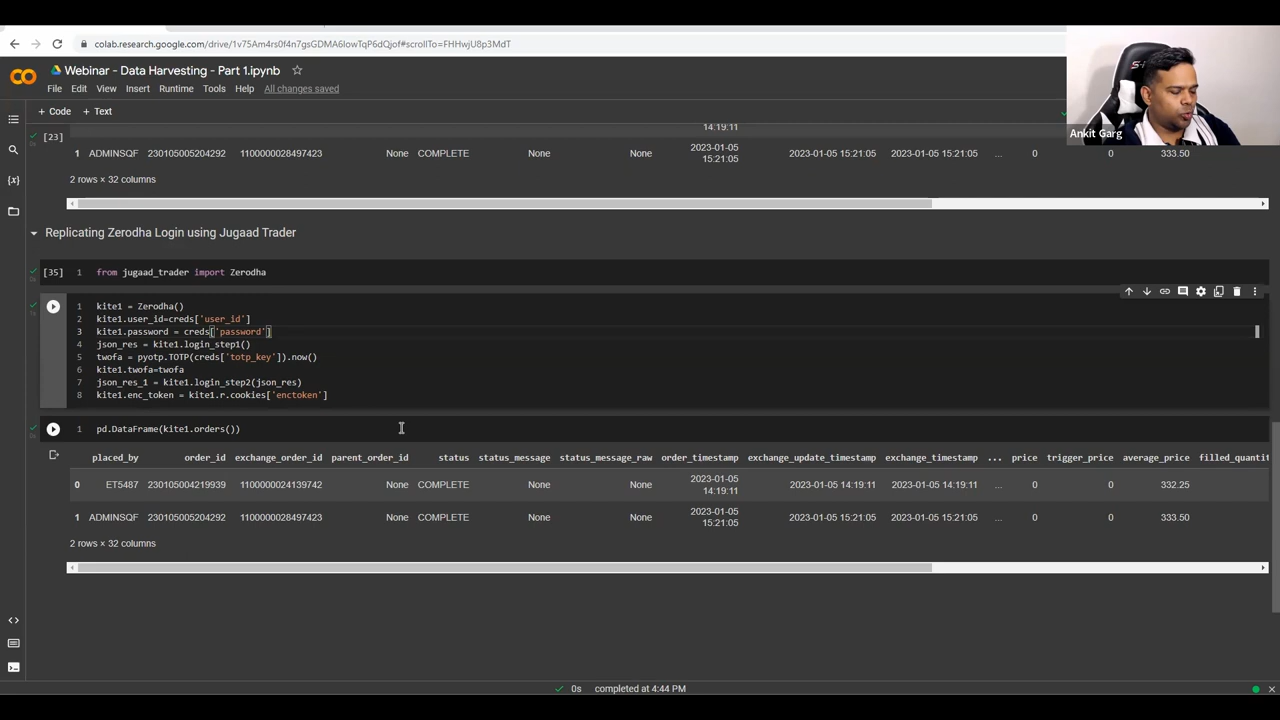 colab.research.google.com/drive/1v75Am4rs0f4n7gsGDMA6IowTqP6dQjof#scrollTo=FHHwjU8p3MdT
Webinar - Data Harvesting - Part 1.ipynb
File Edit View Insert Runtime Tools Help All changes saved
+ Code + Text
Ankit Garg
[23]
14:19:11
1 ADMINSQF 230105005204292 1100000028497423 None COMPLETE None None 2023-01-05 15:21:05 2023-01-05 15:21:05 2023-01-05 15:21:05 ... 0 0 333.50
2 rows × 32 columns
Replicating Zerodha Login using Jugaad Trader
[35] 1 from jugaad_trader import Zerodha
1 kite1 = Zerodha()
2 kite1.user_id=creds['user_id']
3 kite1.password = creds['password']
4 json_res = kite1.login_step1()
5 twofa = pyotp.TOTP(creds['totp_key']).now()
6 kite1.twofa=twofa
7 json_res_1 = kite1.login_step2(json_res)
8 kite1.enc_token = kite1.r.cookies['enctoken']
1 pd.DataFrame(kite1.orders())
placed_by order_id exchange_order_id parent_order_id status status_message status_message_raw order_timestamp exchange_update_timestamp exchange_timestamp ... price trigger_price average_price filled_quantit
0 ET5487 230105004219939 1100000024139742 None COMPLETE None None 2023-01-05 14:19:11 2023-01-05 14:19:11 2023-01-05 14:19:11 ... 0 0 332.25
1 ADMINSQF 230105005204292 1100000028497423 None COMPLETE None None 2023-01-05 15:21:05 2023-01-05 15:21:05 2023-01-05 15:21:05 ... 0 0 333.50
2 rows × 32 columns
0s completed at 4:44 PM